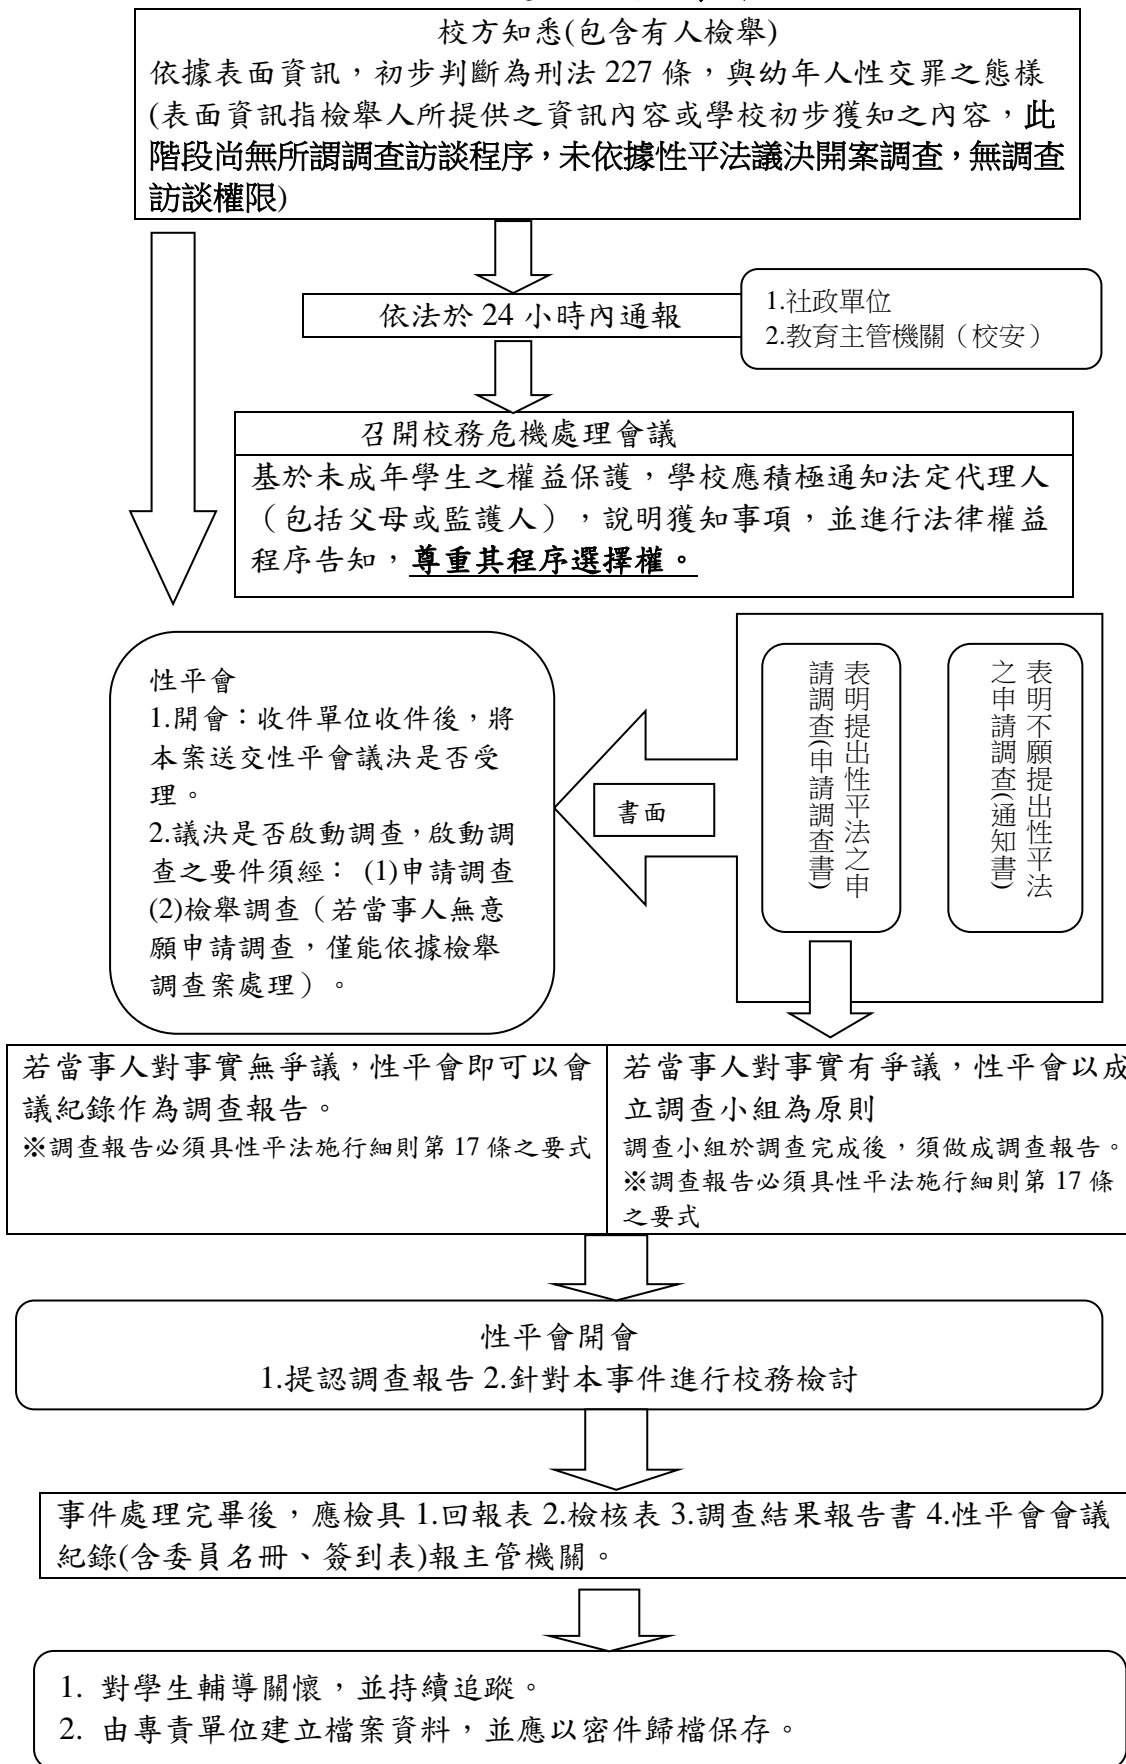 校方知悉(包含有人檢舉)
依據表面資訊，初步判斷為刑法 227 條，與幼年人性交罪之態樣
(表面資訊指檢舉人所提供之資訊內容或學校初步獲知之內容，此
階段尚無所謂調查訪談程序，未依據性平法議決開案調查，無調查
訪談權限)
依法於 24 小時內通報
1.社政單位
2.教育主管機關（校安）
召開校務危機處理會議
基於未成年學生之權益保護，學校應積極通知法定代理人
（包括父母或監護人），說明獲知事項，並進行法律權益
程序告知，尊重其程序選擇權。
性平會
1.開會：收件單位收件後，將
本案送交性平會議決是否受
理。
2.議決是否啟動調查，啟動調
查之要件須經： (1)申請調查
(2)檢舉調查（若當事人無意
願申請調查，僅能依據檢舉
調查案處理）。
書面
表明提出性平法之申
請調查(申請調查書)
表明不願提出性平法
之申請調查(通知書)
若當事人對事實無爭議，性平會即可以會
議紀錄作為調查報告。
※調查報告必須具性平法施行細則第 17 條之要式
若當事人對事實有爭議，性平會以成
立調查小組為原則
調查小組於調查完成後，須做成調查報告。
※調查報告必須具性平法施行細則第 17 條
之要式
性平會開會
1.提認調查報告 2.針對本事件進行校務檢討
事件處理完畢後，應檢具 1.回報表 2.檢核表 3.調查結果報告書 4.性平會會議
紀錄(含委員名冊、簽到表)報主管機關。
1. 對學生輔導關懷，並持續追蹤。
2. 由專責單位建立檔案資料，並應以密件歸檔保存。